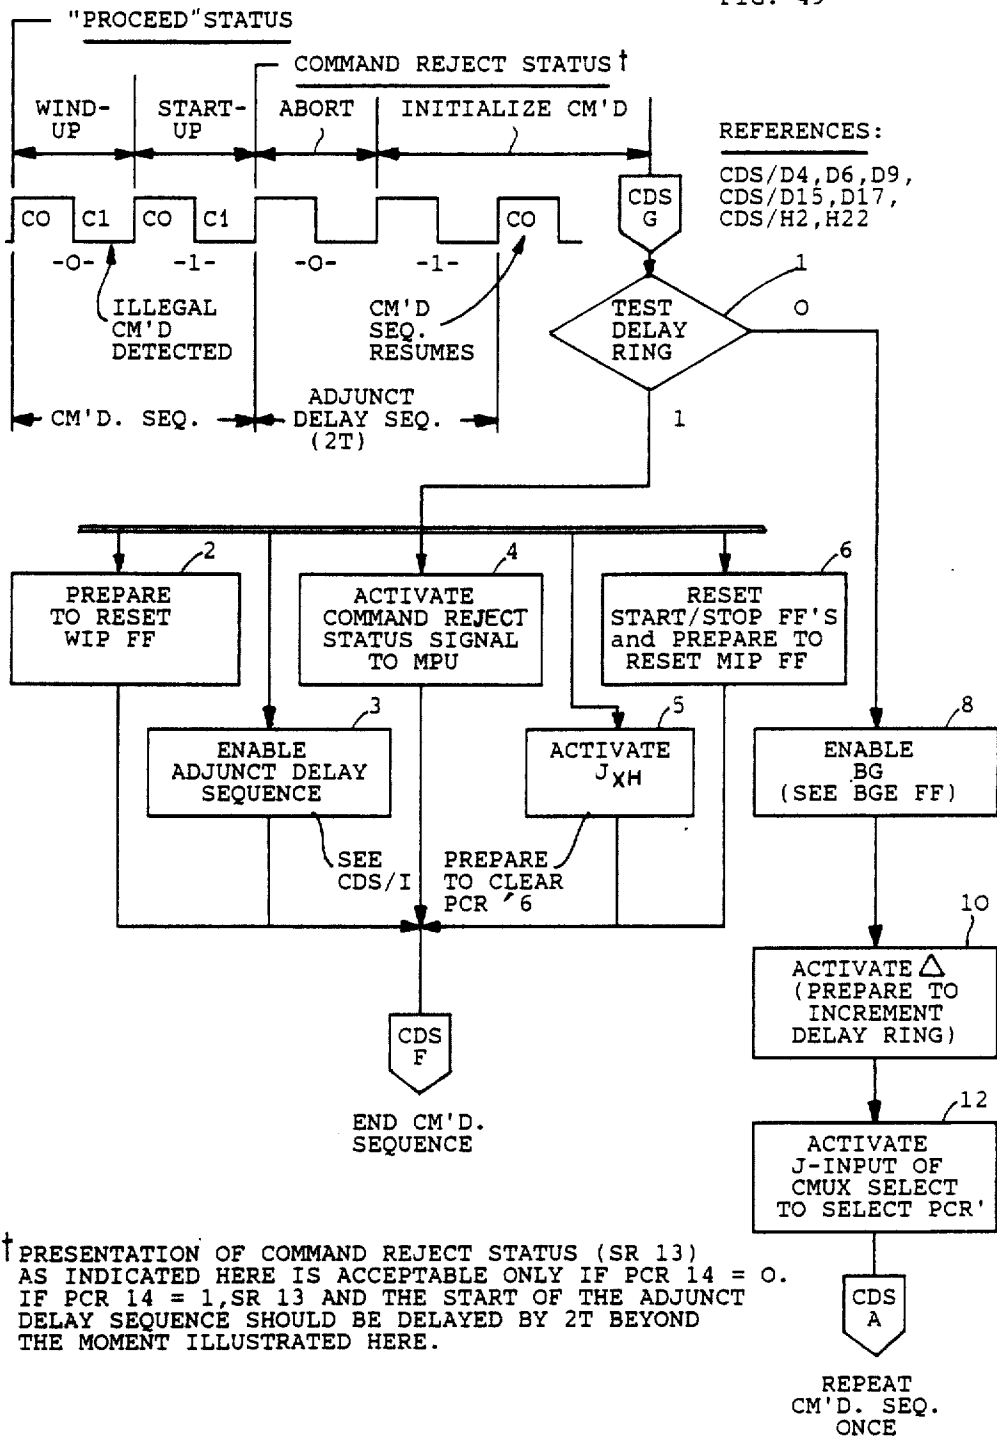 "PROCEED" STATUS
COMMAND REJECT STATUS †
WIND-UP
START-UP
ABORT
INITIALIZE CM'D
REFERENCES:
CDS/D4,D6,D9,
CDS/D15,D17,
CDS/H2,H22
CDS
G
C0
C1
C0
C1
C0
-0-
-1-
-0-
-1-
ILLEGAL
CM'D
DETECTED
CM'D
SEQ.
RESUMES
1
TEST
DELAY
RING
0
1
CM'D. SEQ.
ADJUNCT
DELAY SEQ.
(2T)
2
PREPARE
TO RESET
WIP FF
4
ACTIVATE
COMMAND REJECT
STATUS SIGNAL
TO MPU
6
RESET
START/STOP FF'S
and PREPARE TO
RESET MIP FF
3
ENABLE
ADJUNCT DELAY
SEQUENCE
5
ACTIVATE
JXH
8
ENABLE
BG
(SEE BGE FF)
SEE
CDS/I
PREPARE
TO CLEAR
PCR '6
10
ACTIVATE △
(PREPARE TO
INCREMENT
DELAY RING)
CDS
F
END CM'D.
SEQUENCE
12
ACTIVATE
J-INPUT OF
CMUX SELECT
TO SELECT PCR'
† PRESENTATION OF COMMAND REJECT STATUS (SR 13)
AS INDICATED HERE IS ACCEPTABLE ONLY IF PCR 14 = 0.
IF PCR 14 = 1,SR 13 AND THE START OF THE ADJUNCT
DELAY SEQUENCE SHOULD BE DELAYED BY 2T BEYOND
THE MOMENT ILLUSTRATED HERE.
CDS
A
REPEAT
CM'D. SEQ.
ONCE